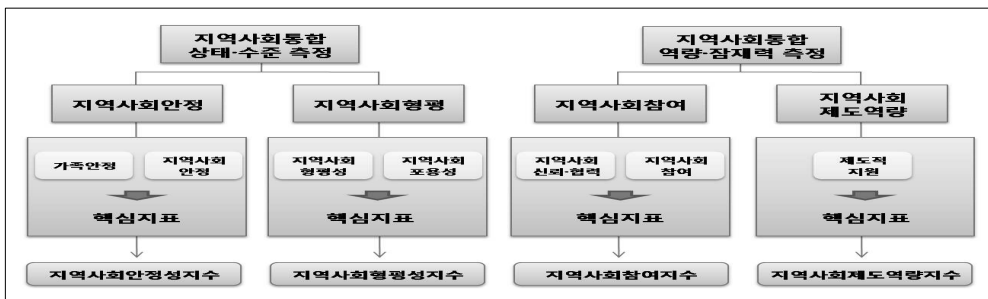 지역사회통합
상태·수준 측정
지역사회통합
역량·잠재력 측정
지역사회안정
지역사회형평
지역사회참여
지역사회
제도역량
가족안정
지역사회
안정
지역사회
형평성
지역사회
포용성
지역사회
신뢰·협력
지역사회
참여
제도적
지원
핵심지표
핵심지표
핵심지표
핵심지표
지역사회안정성지수
지역사회형평성지수
지역사회참여지수
지역사회제도역량지수